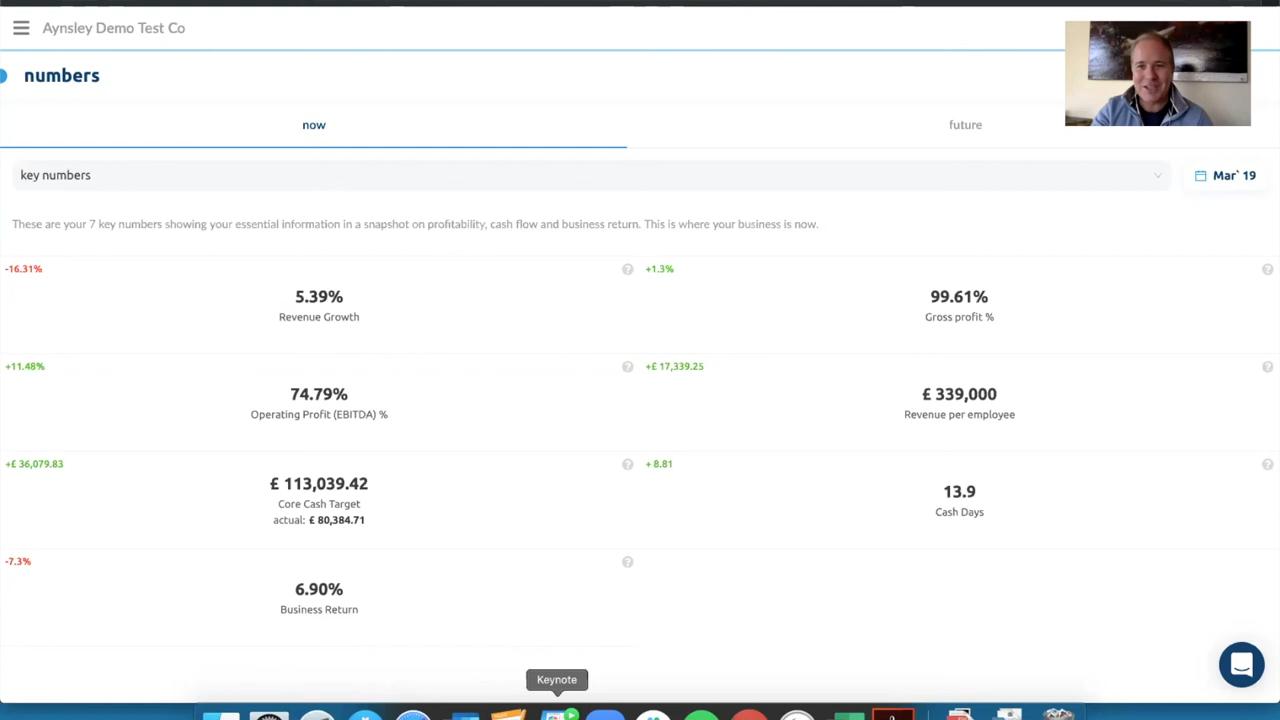 Aynsley Demo Test Co
numbers
now
future
key numbers
Mar` 19
These are your 7 key numbers showing your essential information in a snapshot on profitability, cash flow and business return. This is where your business is now.
-16.31%
?
5.39%
Revenue Growth
+1.3%
?
99.61%
Gross profit %
+11.48%
?
74.79%
Operating Profit (EBITDA) %
+£ 17,339.25
?
£ 339,000
Revenue per employee
+£ 36,079.83
?
£ 113,039.42
Core Cash Target
actual: £ 80,384.71
+ 8.81
?
13.9
Cash Days
-7.3%
?
6.90%
Business Return
Keynote